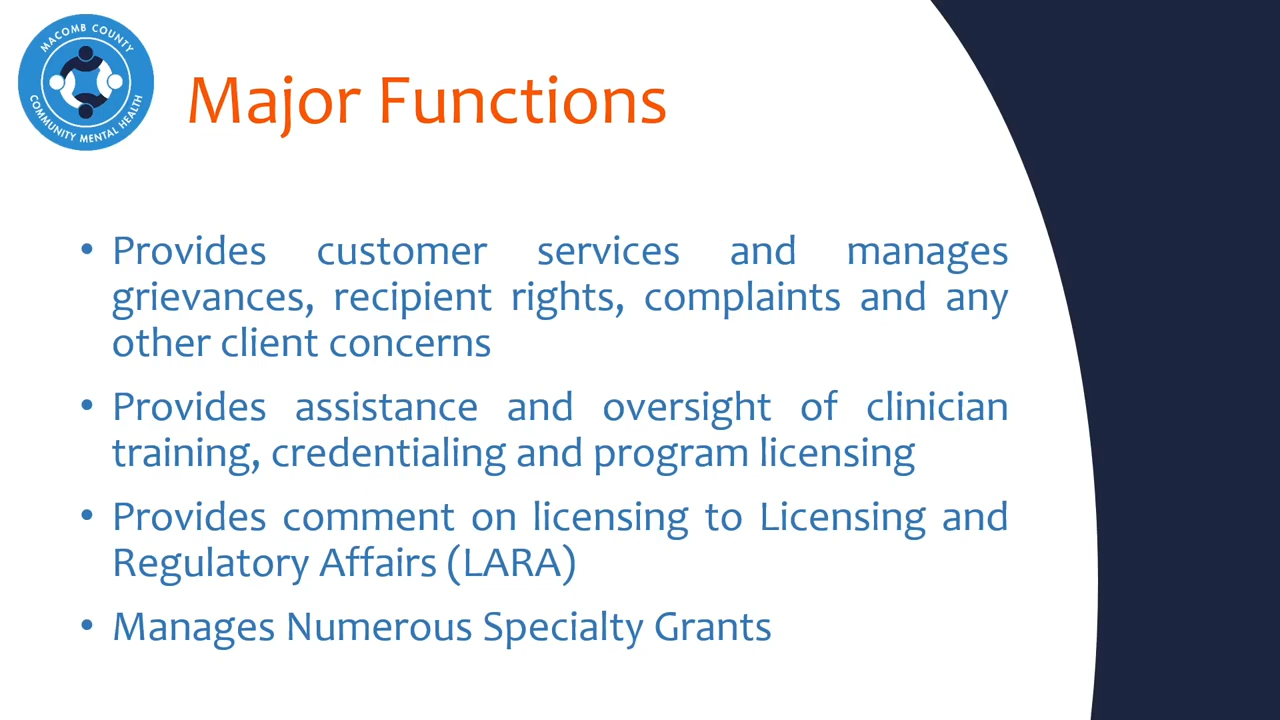 MACOMB COUNTY
COMMUNITY MENTAL HEALTH
Major Functions
• Provides customer services and manages
grievances, recipient rights, complaints and any
other client concerns
• Provides assistance and oversight of clinician
training, credentialing and program licensing
• Provides comment on licensing to Licensing and
Regulatory Affairs (LARA)
• Manages Numerous Specialty Grants